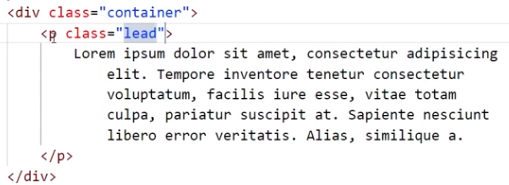 <div class="container">
<p class="lead">
Lorem ipsum dolor sit amet, consectetur adipisicing
elit. Tempore inventore tenetur consectetur
voluptatum, facilis iure esse, vitae totam
culpa, pariatur suscipit at. Sapiente nesciunt
libero error veritatis. Alias, similique a.
</p>
</div>